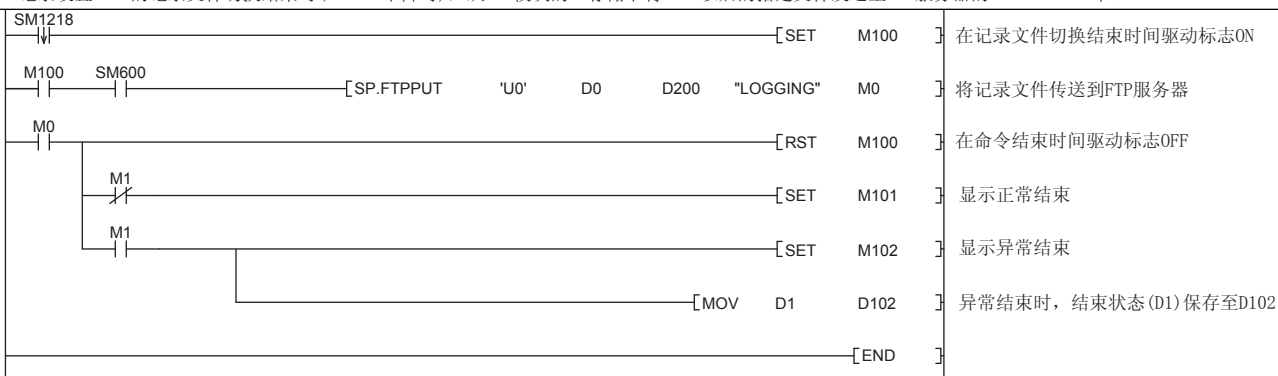 SM1218
SET M100 在记录文件切换结束时间驱动标志ON
M100 SM600
SP.FTPPUT 'U0' D0 D200 "LOGGING" M0 将记录文件传送到FTP服务器
M0
RST M100 在命令结束时间驱动标志OFF
M1
SET M101 显示正常结束
M1
SET M102 显示异常结束
MOV D1 D102 异常结束时，结束状态(D1)保存至D102
END